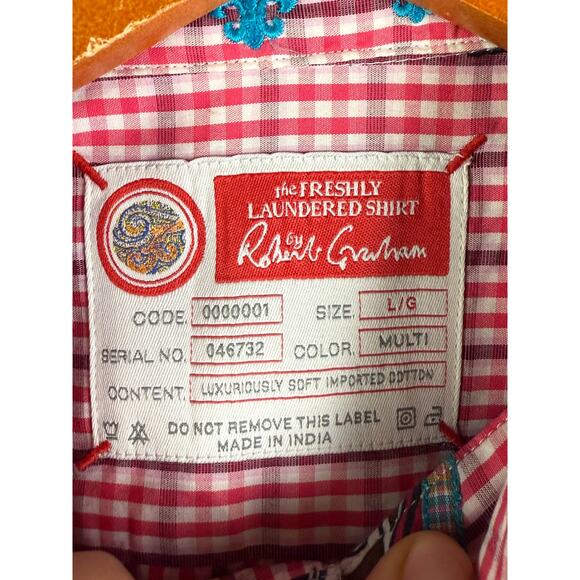 the FRESHLY
LAUNDERED SHIRT
by
Robert Graham
CODE. 0000001 SIZE. L/G
SERIAL NO. 046732 COLOR. MULTI
CONTENT. LUXURIOUSLY SOFT IMPORTED COTTON
DO NOT REMOVE THIS LABEL
MADE IN INDIA